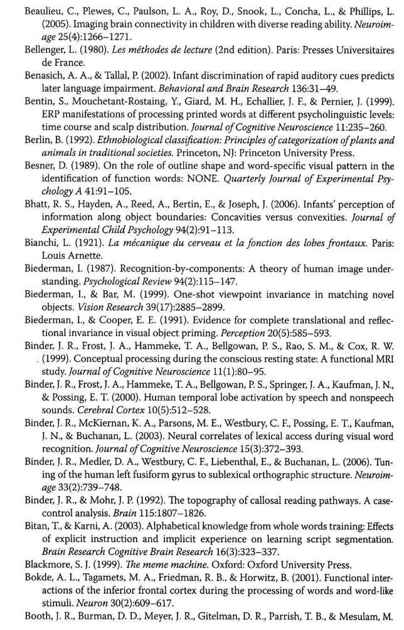 Beaulieu, C., Plewes, C., Paulson, L. A., Roy, D., Snook, L., Concha, L., & Phillips, L.
(2005). Imaging brain connectivity in children with diverse reading ability. Neuroim-
age 25(4):1266–1271.
Bellenger, L. (1980). Les méthodes de lecture (2nd edition). Paris: Presses Universitaires
de France.
Benasich, A. A., & Tallal, P. (2002). Infant discrimination of rapid auditory cues predicts
later language impairment. Behavioral and Brain Research 136:31–49.
Bentin, S., Mouchetant-Rostaing, Y., Giard, M. H., Echallier, J. F., & Pernier, J. (1999).
ERP manifestations of processing printed words at different psycholinguistic levels:
time course and scalp distribution. Journal of Cognitive Neuroscience 11:235–260.
Berlin, B. (1992). Ethnobiological classification: Principles of categorization of plants and
animals in traditional societies. Princeton, NJ: Princeton University Press.
Besner, D. (1989). On the role of outline shape and word-specific visual pattern in the
identification of function words: NONE. Quarterly Journal of Experimental Psy-
chology A 41:91–105.
Bhatt, R. S., Hayden, A., Reed, A., Bertin, E., & Joseph, J. (2006). Infants' perception of
information along object boundaries: Concavities versus convexities. Journal of
Experimental Child Psychology 94(2):91–113.
Bianchi, L. (1921). La mécanique du cerveau et la fonction des lobes frontaux. Paris:
Louis Arnette.
Biederman, I. (1987). Recognition-by-components: A theory of human image under-
standing. Psychological Review 94(2):115–147.
Biederman, I., & Bar, M. (1999). One-shot viewpoint invariance in matching novel
objects. Vision Research 39(17):2885–2899.
Biederman, I., & Cooper, E. E. (1991). Evidence for complete translational and reflec-
tional invariance in visual object priming. Perception 20(5):585–593.
Binder, J. R., Frost, J. A., Hammeke, T. A., Bellgowan, P. S., Rao, S. M., & Cox, R. W.
(1999). Conceptual processing during the conscious resting state: A functional MRI
study. Journal of Cognitive Neuroscience 11(1):80–95.
Binder, J. R., Frost, J. A., Hammeke, T. A., Bellgowan, P. S., Springer, J. A., Kaufman, J. N.,
& Possing, E. T. (2000). Human temporal lobe activation by speech and nonspeech
sounds. Cerebral Cortex 10(5):512–528.
Binder, J. R., McKiernan, K. A., Parsons, M. E., Westbury, C. F., Possing, E. T., Kaufman,
J. N., & Buchanan, L. (2003). Neural correlates of lexical access during visual word
recognition. Journal of Cognitive Neuroscience 15(3):372–393.
Binder, J. R., Medler, D. A., Westbury, C. F., Liebenthal, E., & Buchanan, L. (2006). Tun-
ing of the human left fusiform gyrus to sublexical orthographic structure. Neuroim-
age 33(2):739–748.
Binder, J. R., & Mohr, J. P. (1992). The topography of callosal reading pathways. A case-
control analysis. Brain 115:1807–1826.
Bitan, T., & Karni, A. (2003). Alphabetical knowledge from whole words training: Effects
of explicit instruction and implicit experience on learning script segmentation.
Brain Research Cognitive Brain Research 16(3):323–337.
Blackmore, S. J. (1999). The meme machine. Oxford: Oxford University Press.
Bokde, A. L., Tagamets, M. A., Friedman, R. B., & Horwitz, B. (2001). Functional inter-
actions of the inferior frontal cortex during the processing of words and word-like
stimuli. Neuron 30(2):609–617.
Booth, J. R., Burman, D. D., Meyer, J. R., Gitelman, D. R., Parrish, T. B., & Mesulam, M.